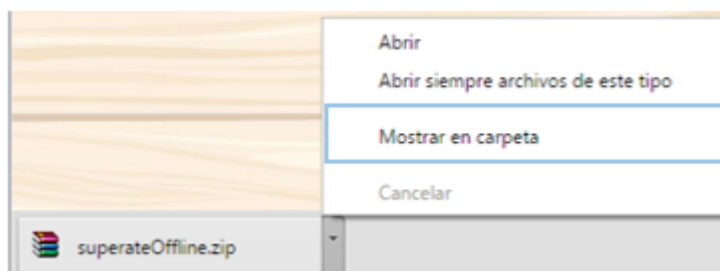 Abrir
Abrir siempre archivos de este tipo
Mostrar en carpeta
Cancelar
superateOffline.zip